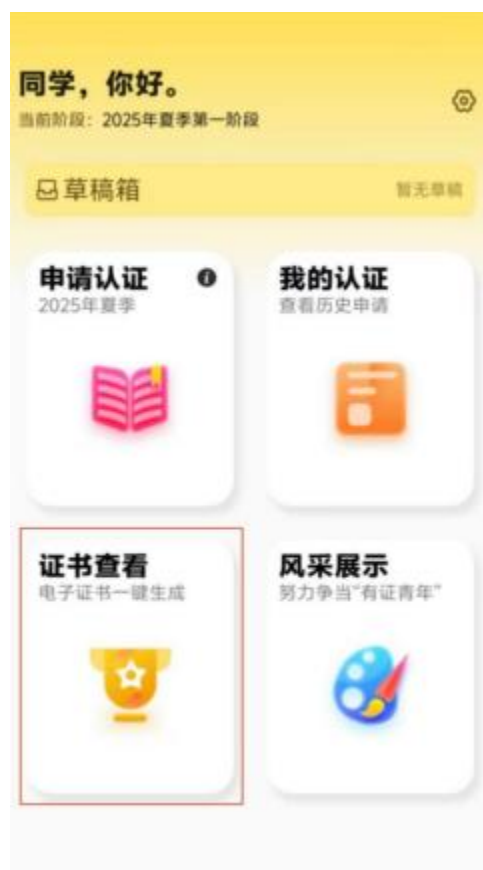 同学，你好。
当前阶段：2025年夏季第一阶段
草稿箱
暂无草稿
申请认证
2025年夏季
我的认证
查看历史申请
证书查看
电子证书一键生成
风采展示
努力争当“有证青年”